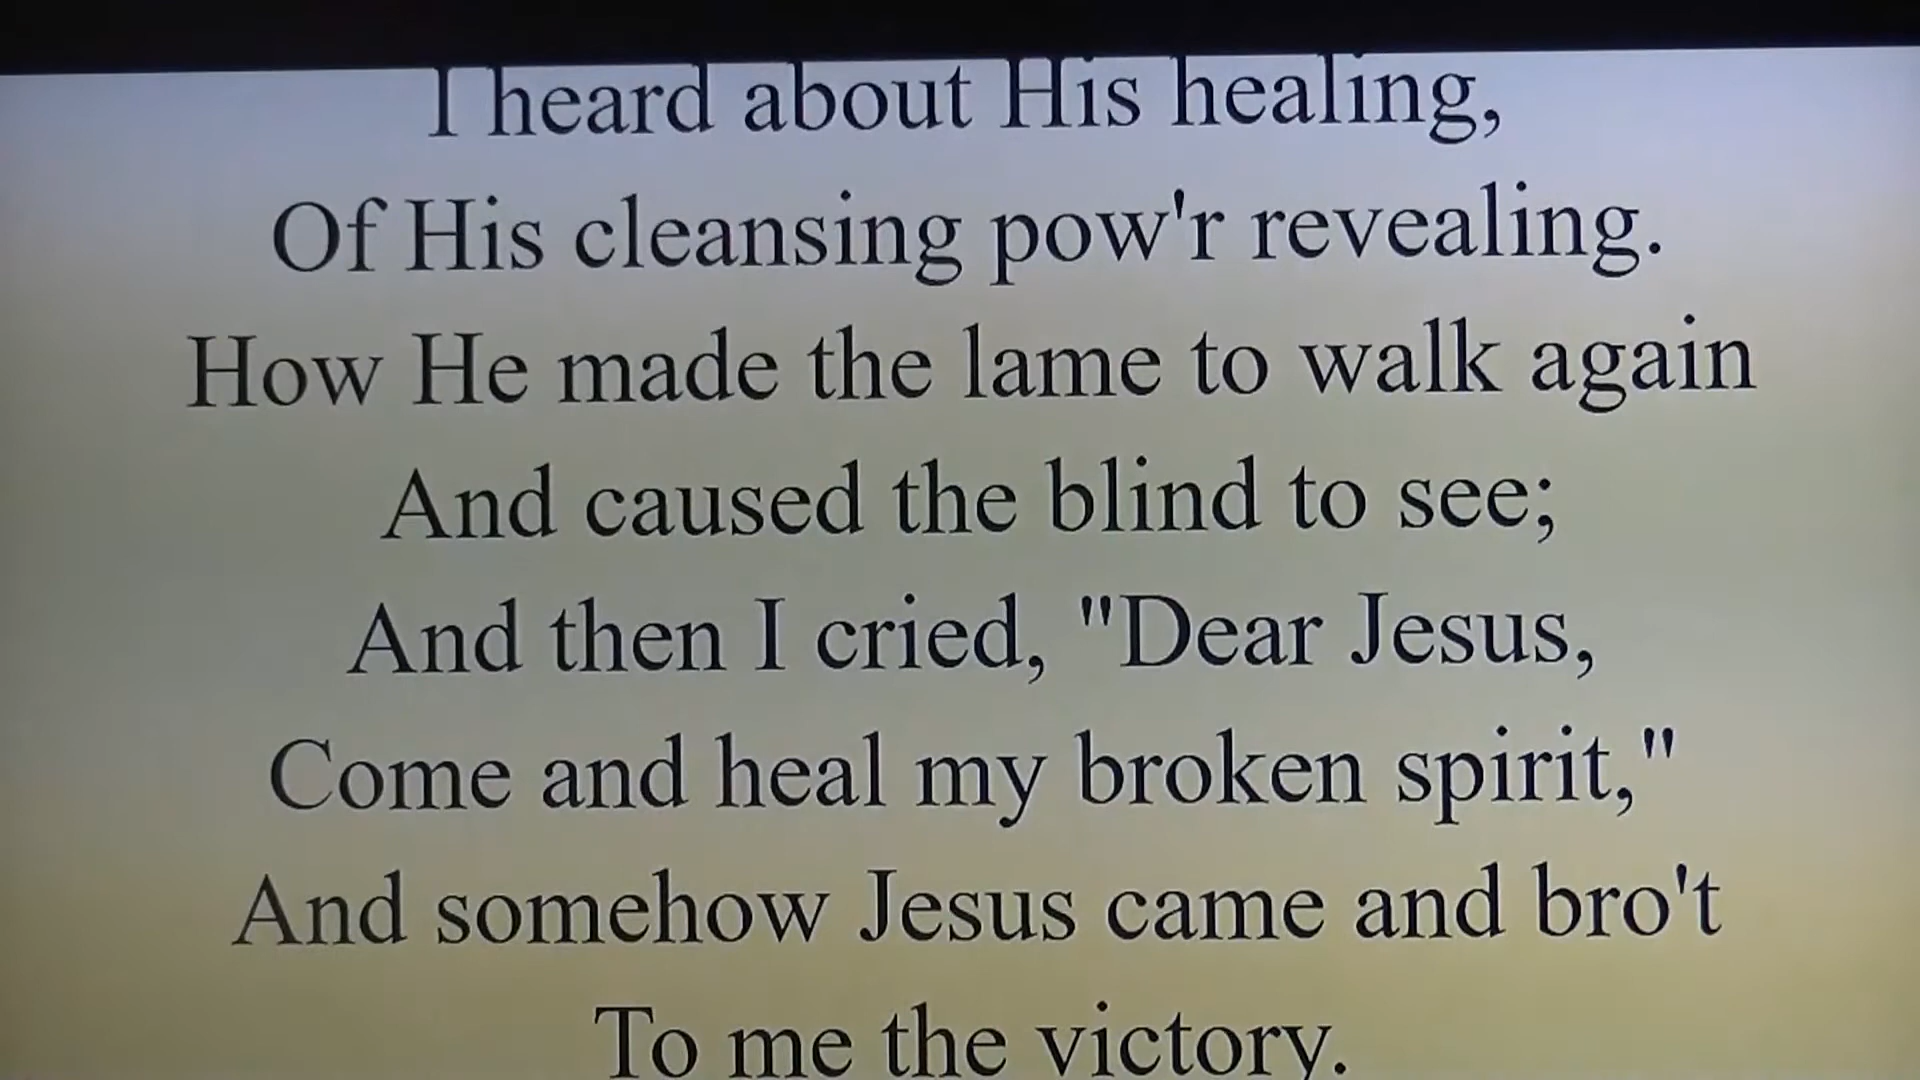 I heard about His healing,
Of His cleansing pow'r revealing.
How He made the lame to walk again
And caused the blind to see;
And then I cried, "Dear Jesus,
Come and heal my broken spirit,"
And somehow Jesus came and bro't
To me the victory.